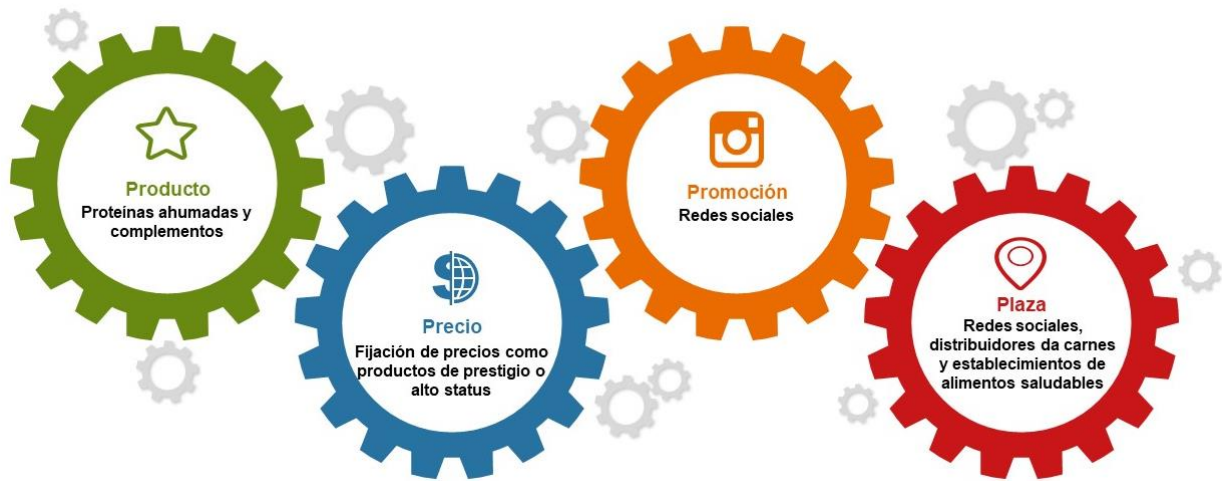 Producto
Proteínas ahumadas y
complementos
Precio
Fijación de precios como
productos de prestigio o
alto status
Promoción
Redes sociales
Plaza
Redes sociales,
distribuidores da carnes
y establecimientos de
alimentos saludables